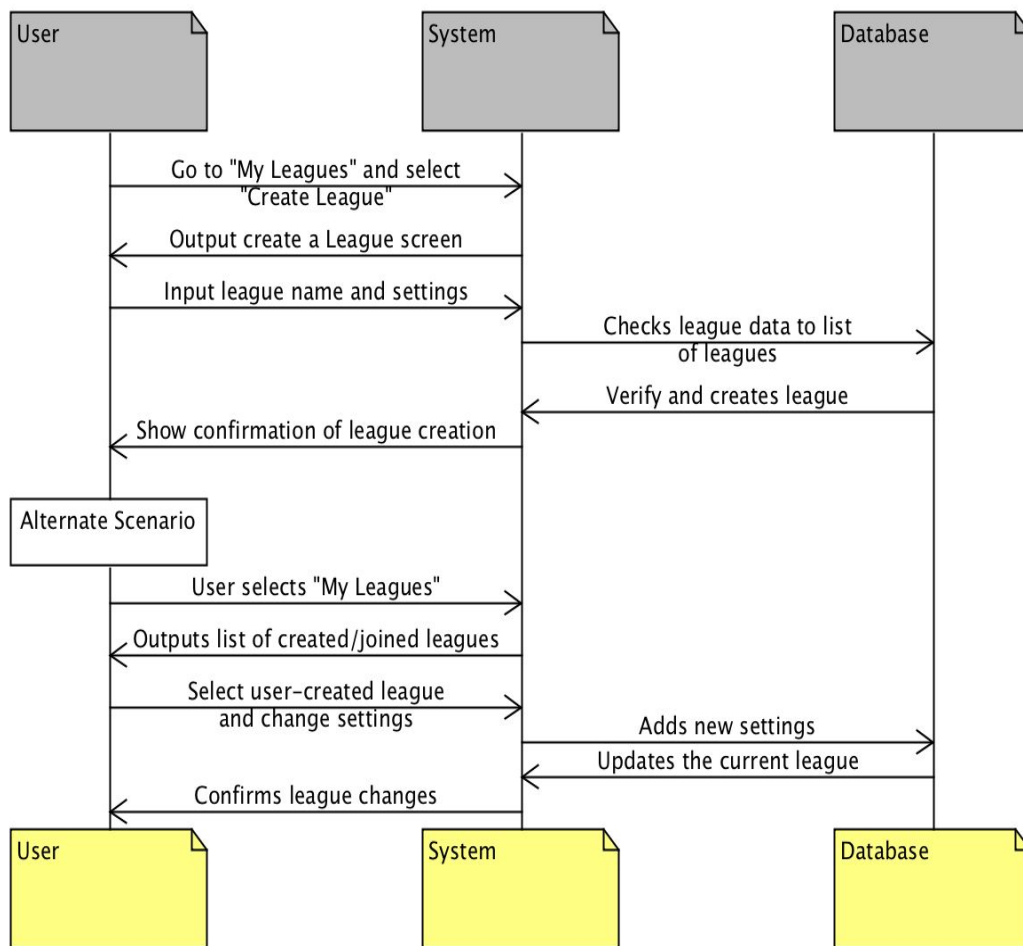 User
System
Database
Go to "My Leagues" and select
"Create League"
Output create a League screen
Input league name and settings
Checks league data to list
of leagues
Verify and creates league
Show confirmation of league creation
Alternate Scenario
User selects "My Leagues"
Outputs list of created/joined leagues
Select user-created league
and change settings
Adds new settings
Updates the current league
Confirms league changes
User
System
Database